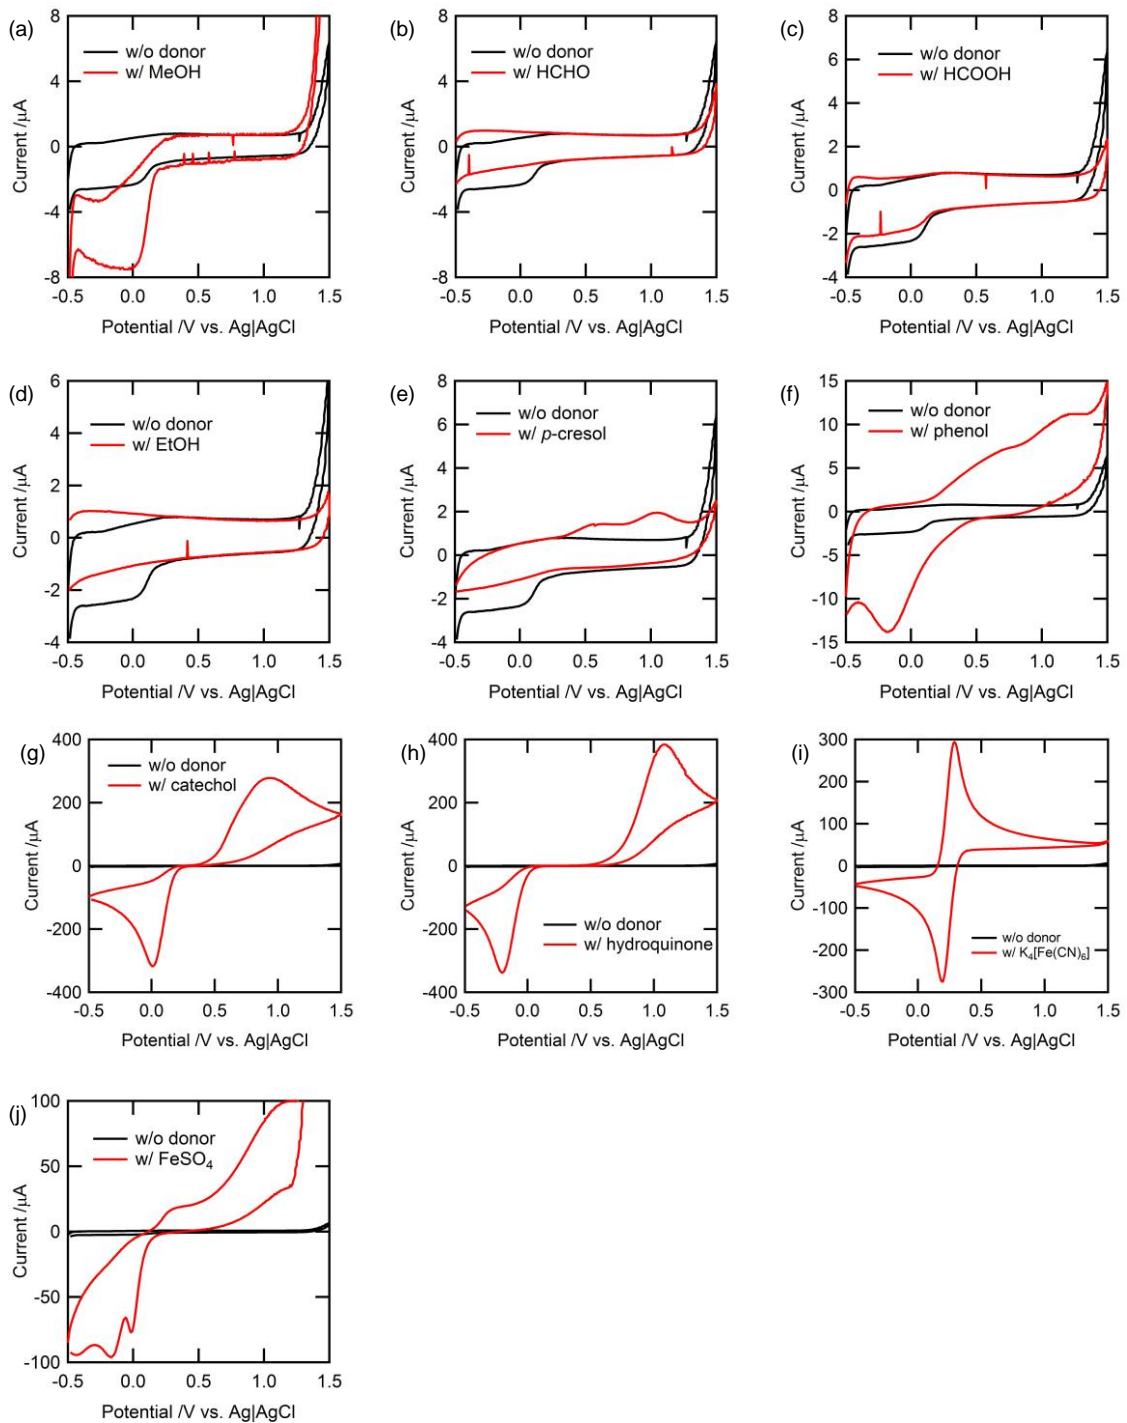 (a)
8
4
0
-4
-8
Current /μA
w/o donor
w/ MeOH
-0.5 0.0 0.5 1.0 1.5
Potential /V vs. Ag|AgCl
(b)
8
4
0
-4
-8
Current /μA
w/o donor
w/ HCHO
-0.5 0.0 0.5 1.0 1.5
Potential /V vs. Ag|AgCl
(c)
8
6
4
2
0
-2
-4
Current /μA
w/o donor
w/ HCOOH
-0.5 0.0 0.5 1.0 1.5
Potential /V vs. Ag|AgCl
(d)
6
4
2
0
-2
-4
Current /μA
w/o donor
w/ EtOH
-0.5 0.0 0.5 1.0 1.5
Potential /V vs. Ag|AgCl
(e)
8
6
4
2
0
-2
-4
Current /μA
w/o donor
w/ p-cresol
-0.5 0.0 0.5 1.0 1.5
Potential /V vs. Ag|AgCl
(f)
15
10
5
0
-5
-10
-15
Current /μA
w/o donor
w/ phenol
-0.5 0.0 0.5 1.0 1.5
Potential /V vs. Ag|AgCl
(g)
400
200
0
-200
-400
Current /μA
w/o donor
w/ catechol
-0.5 0.0 0.5 1.0 1.5
Potential /V vs. Ag|AgCl
(h)
400
200
0
-200
-400
Current /μA
w/o donor
w/ hydroquinone
-0.5 0.0 0.5 1.0 1.5
Potential /V vs. Ag|AgCl
(i)
300
200
100
0
-100
-200
-300
Current /μA
w/o donor
w/ K₄[Fe(CN)₆]
-0.5 0.0 0.5 1.0 1.5
Potential /V vs. Ag|AgCl
(j)
100
50
0
-50
-100
Current /μA
w/o donor
w/ FeSO₄
-0.5 0.0 0.5 1.0 1.5
Potential /V vs. Ag|AgCl